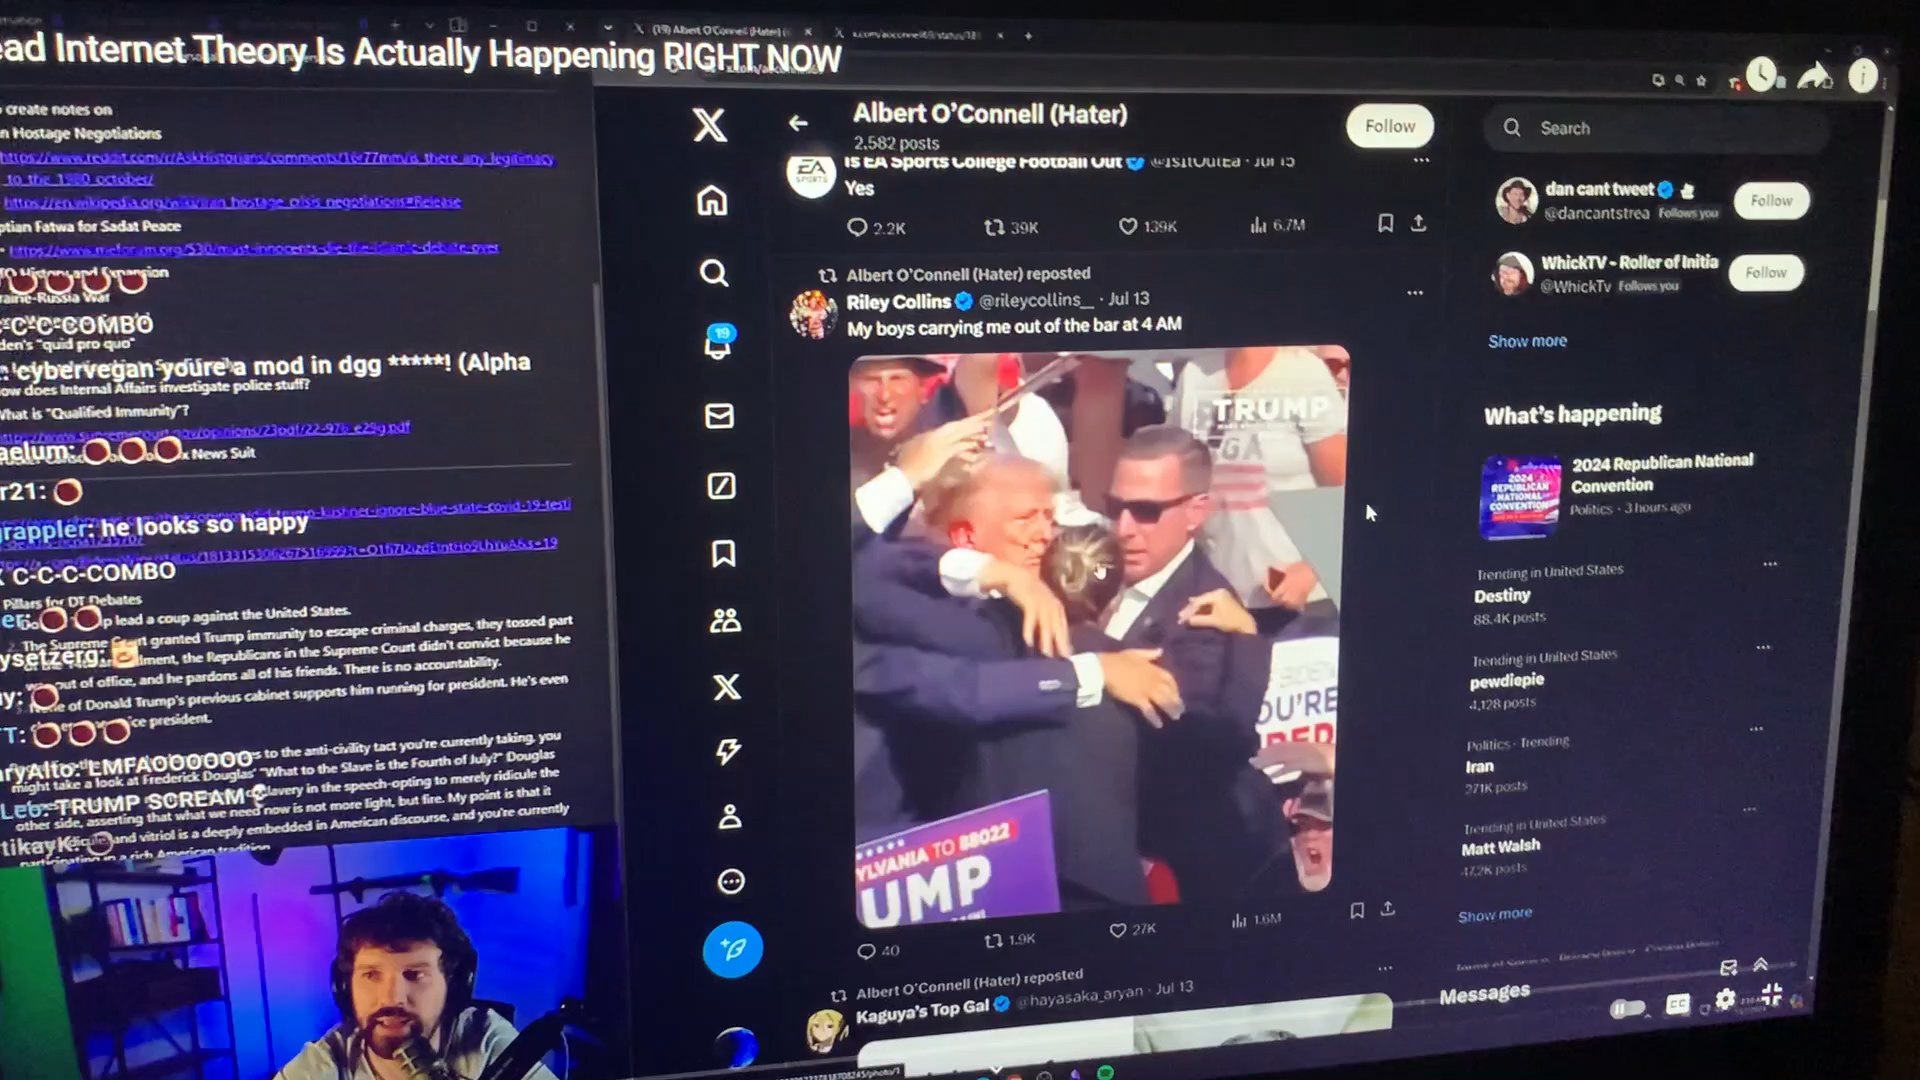 ead Internet Theory Is Actually Happening RIGHT NOW
(19) Albert O'Connell (Hater)
create notes on
n Hostage Negotiations
https://www.reddit.com/r/AskHistorians/comments/16r77mm/is_there_any_legitimacy
_to_the_1980_october/
https://en.wikipedia.org/wiki/Iran_hostage_crisis_negotiations#Release
ptian Fatwa for Sadat Peace
https://www.meforum.org/530/must-innocents-die-the-islamic-debate-over
TO History and Expansion
raine-Russia War
C-C-C-COMBO
den's "quid pro quo"
: cybervegan youre a mod in dgg *****! (Alpha
ow does Internal Affairs investigate police stuff?
What is "Qualified Immunity"?
https://www.supremecourt.gov/opinions/23pdf/22-976_e29g.pdf
aelum:
x News Suit
r21:
grappler: he looks so happy
C-C-C-COMBO
Pillars for DT Debates
p lead a coup against the United States.
2. The Supreme Court granted Trump immunity to escape criminal charges, they tossed part
ysetzerg:
dment, the Republicans in the Supreme Court didn't convict because he
out of office, and he pardons all of his friends. There is no accountability.
e of Donald Trump's previous cabinet supports him running for president. He's even
ice president.
TT:
ryAlto: LMFAOOOOOO
s to the anti-civility tact you're currently taking, you
might take a look at Frederick Douglas' "What to the Slave is the Fourth of July?" Douglas
Leo: TRUMP SCREAM
slavery in the speech-opting to merely ridicule the
other side, asserting that what we need now is not more light, but fire. My point is that it
tikayK:
and vitriol is a deeply embedded in American discourse, and you're currently
participating in a rich American tradition
Albert O'Connell (Hater)
2,582 posts
Follow
EA SPORTS
Is EA Sports College Football Out @IsItOutEa · Jul 15
Yes
2.2K 39K 139K 6.7M
Albert O'Connell (Hater) reposted
Riley Collins @rileycollins_ · Jul 13
My boys carrying me out of the bar at 4 AM
TRUMP
GA
OU'RE
RED
YLVANIA TO 88022
UMP
40 1.9K 27K 1.6M
Albert O'Connell (Hater) reposted
Kaguya's Top Gal @hayasaka_aryan · Jul 13
19
Search
dan cant tweet
@dancantstrea Follows you
Follow
WhickTV - Roller of Initia
@WhickTv Follows you
Follow
Show more
What's happening
2024 REPUBLICAN NATIONAL CONVENTION
2024 Republican National
Convention
Politics · 3 hours ago
Trending in United States
Destiny
88.4K posts
Trending in United States
pewdiepie
4,128 posts
Politics · Trending
Iran
271K posts
Trending in United States
Matt Walsh
47.2K posts
Show more
Messages
CC